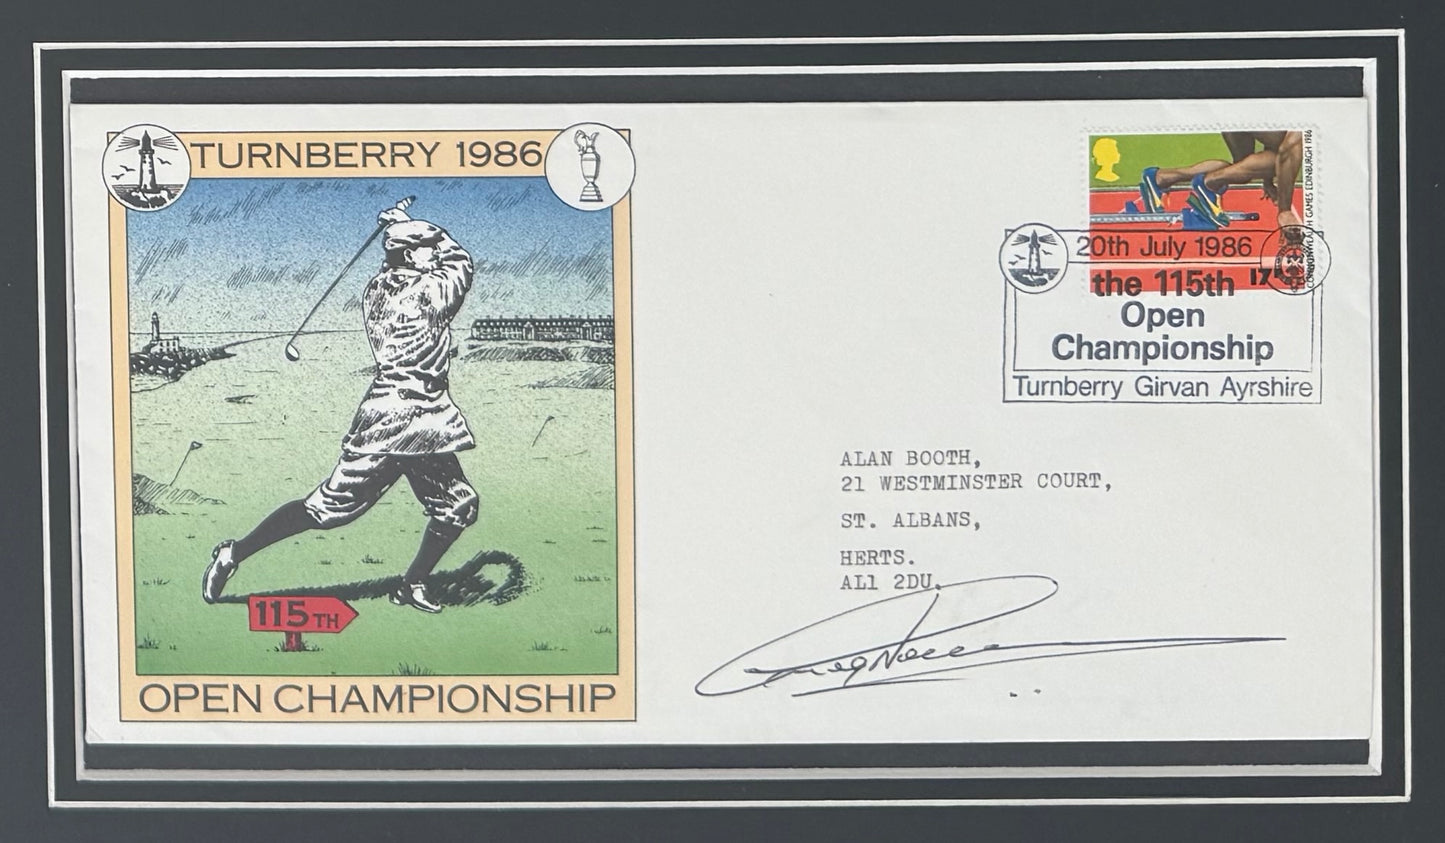 TURNBERRY 1986
115TH
OPEN CHAMPIONSHIP
17P
COMMONWEALTH GAMES EDINBURGH 1986
20th July 1986
the 115th
Open
Championship
Turnberry Girvan Ayrshire
ALAN BOOTH,
21 WESTMINSTER COURT,
ST. ALBANS,
HERTS.
AL1 2DU.